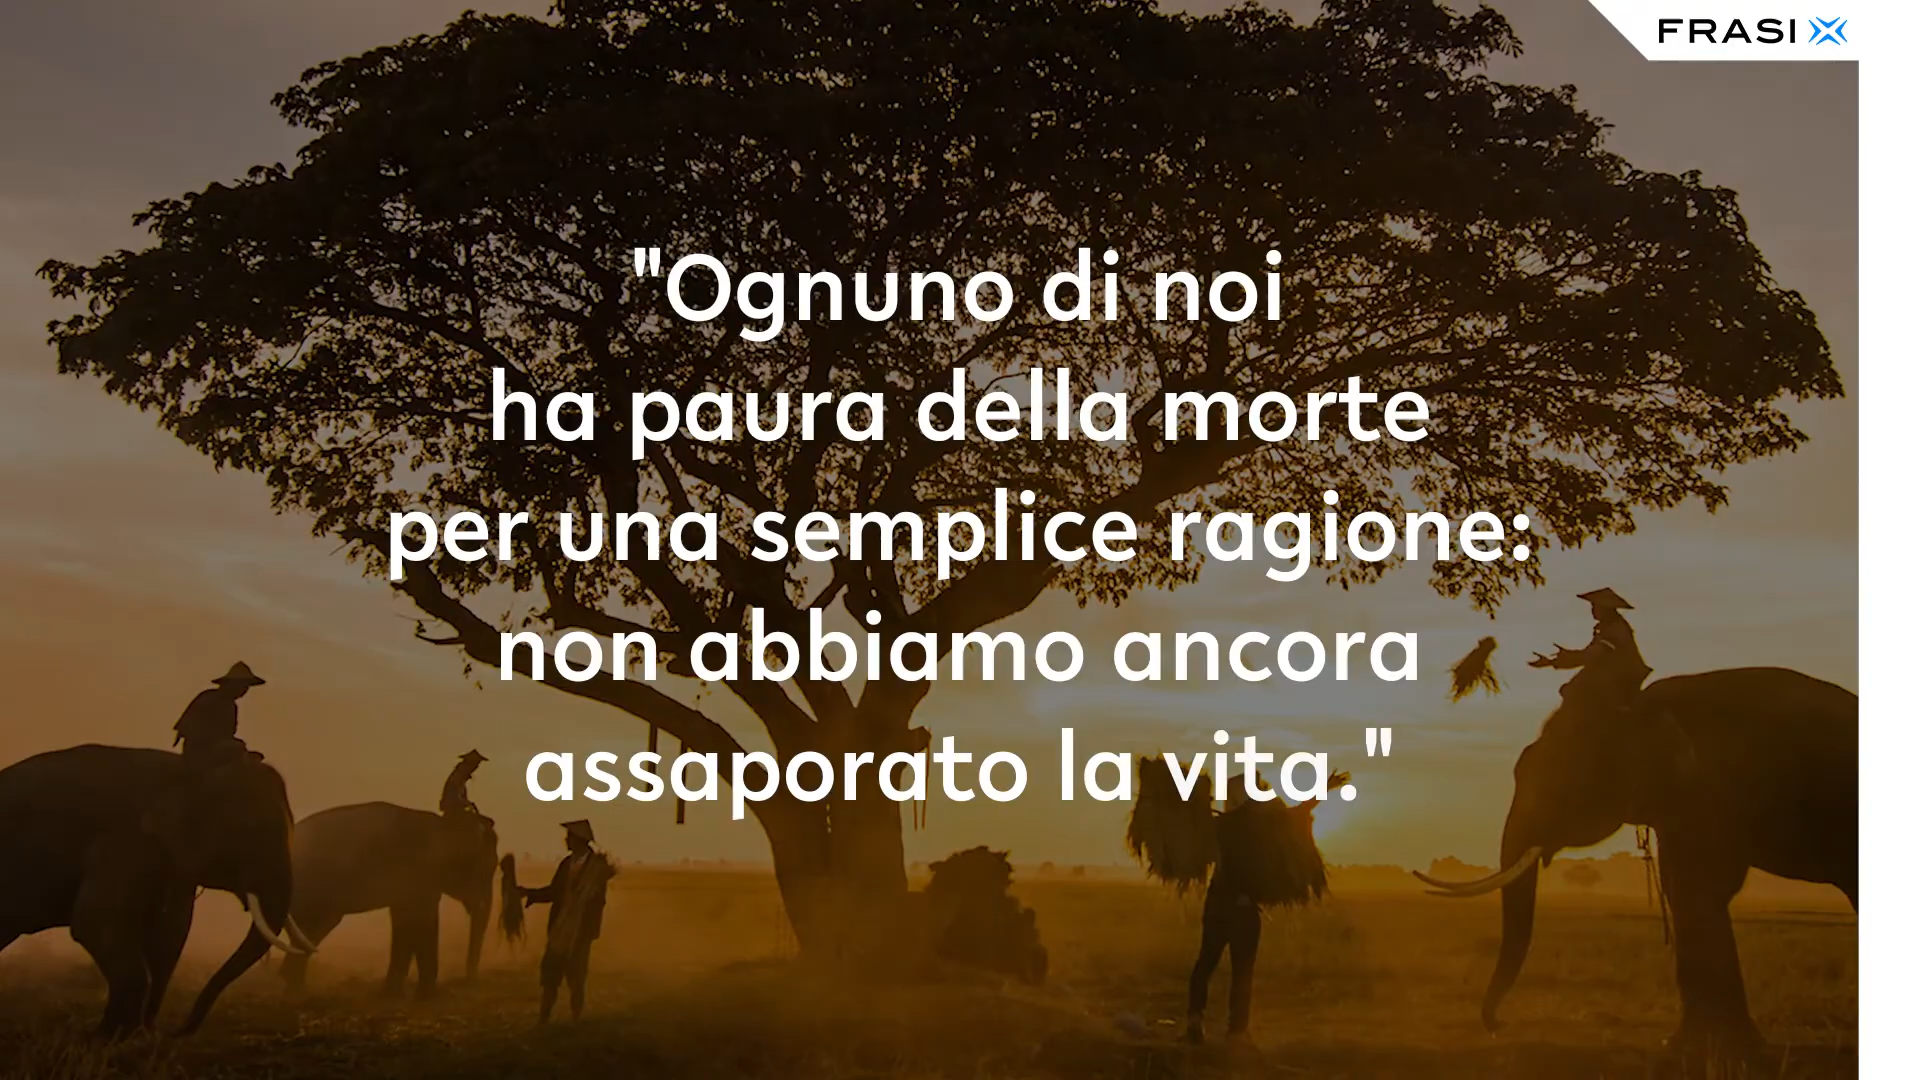 FRASI
"Ognuno di noi
ha paura della morte
per una semplice ragione:
non abbiamo ancora
assaporato la vita."